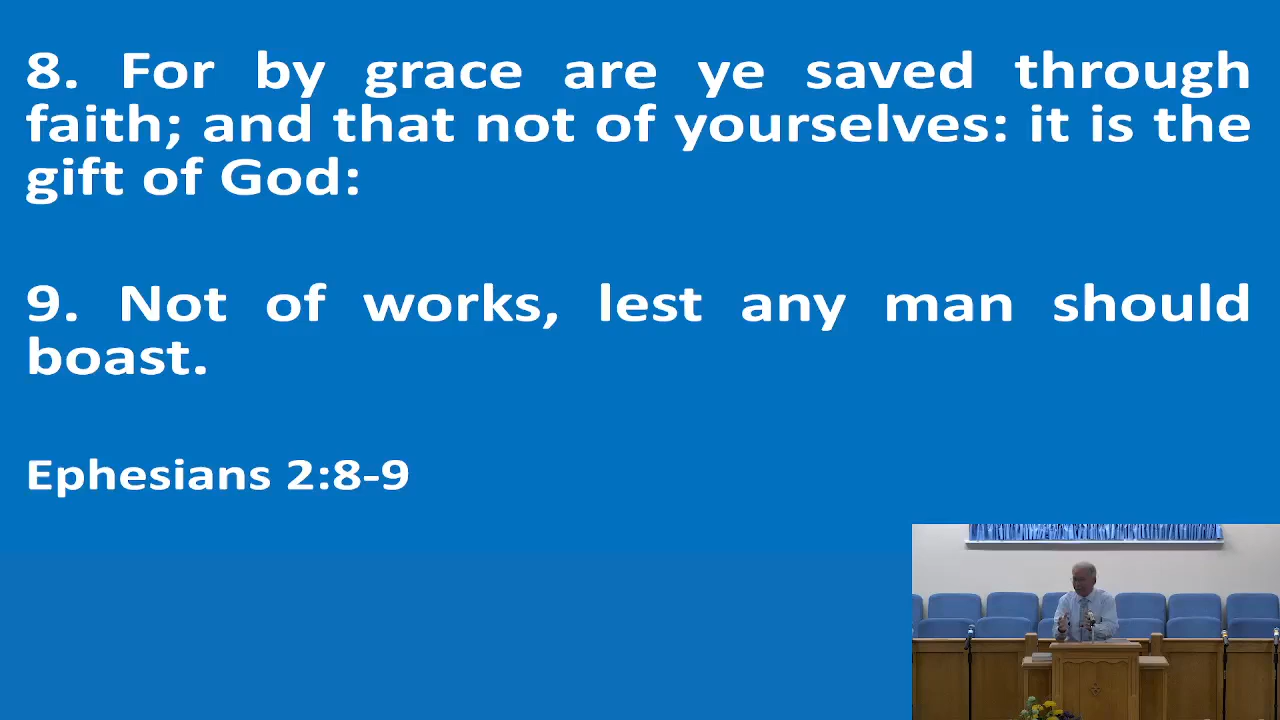 8. For by grace are ye saved through
faith; and that not of yourselves: it is the
gift of God:
9. Not of works, lest any man should
boast.
Ephesians 2:8-9